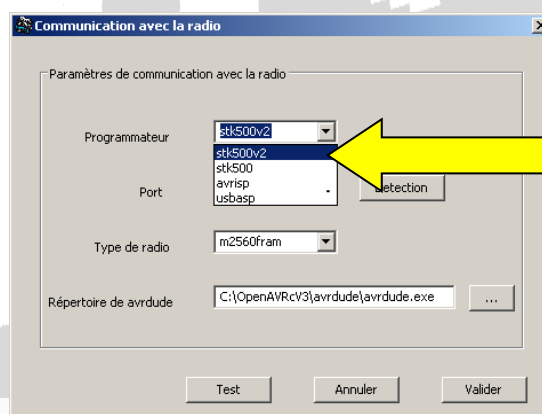 Communication avec la radio
Paramètres de communication avec la radio
Programmateur
stk500v2
stk500v2
stk500
avrisp
usbasp
Port
Detection
Type de radio
m2560fram
Répertoire de avrdude
C:\OpenAVRcV3\avrdude\avrdude.exe
...
Test
Annuler
Valider